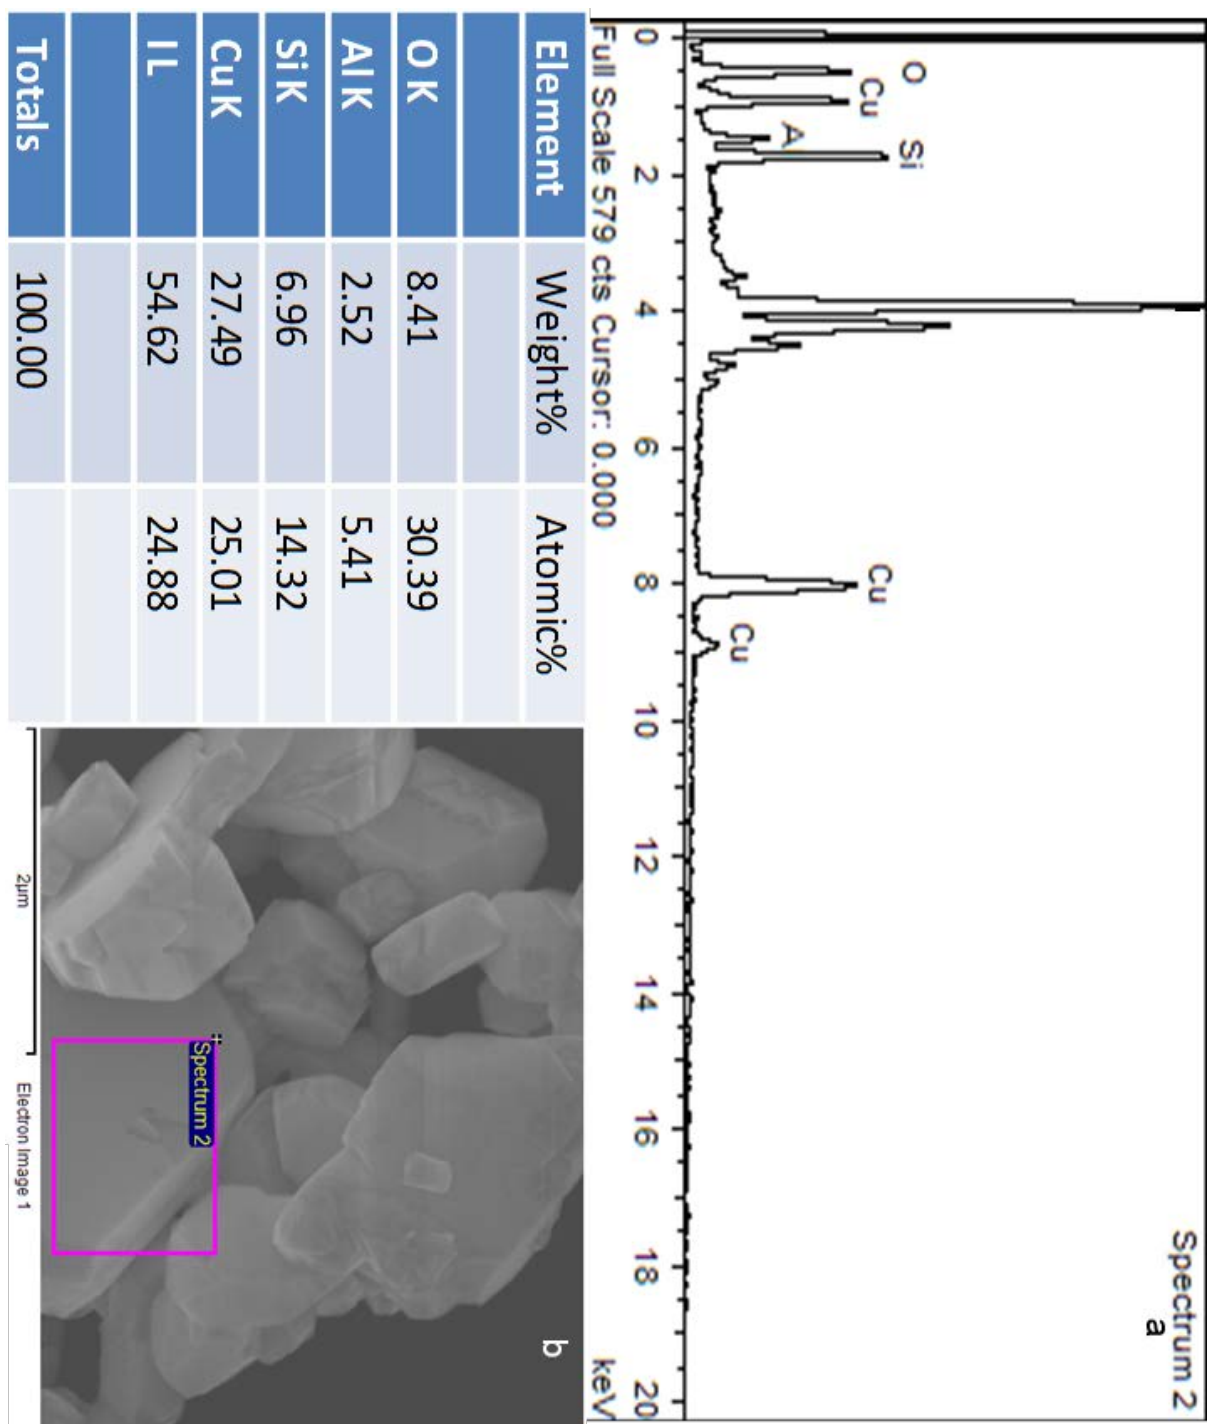 Spectrum 2
a
O
Cu
Al
Si
Cu
Cu
0 2 4 6 8 10 12 14 16 18 20
Full Scale 579 cts Cursor: 0.000 keV
Element Weight% Atomic%
O K 8.41 30.39
Al K 2.52 5.41
Si K 6.96 14.32
Cu K 27.49 25.01
I L 54.62 24.88
Totals 100.00
b
Spectrum 2
2µm Electron Image 1